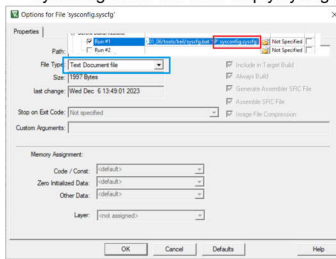 Options for File 'sysconfig.syscfg'
Properties
Run #1 sysconfig.syscfg Not Specified
Run #2 Not Specified
Path:
File Type: Text Document file Include in Target Build
Size: 1997 Bytes Always Build
last change: Wed Dec 6 13:49:01 2023 Generate Assembler SRC File
Assemble SRC File
Stop on Exit Code: Not specified Image File Compression
Custom Arguments:
Memory Assignment:
Code / Const: <default>
Zero Initialized Data: <default>
Other Data: <default>
Layer: <not assigned>
OK Cancel Defaults Help